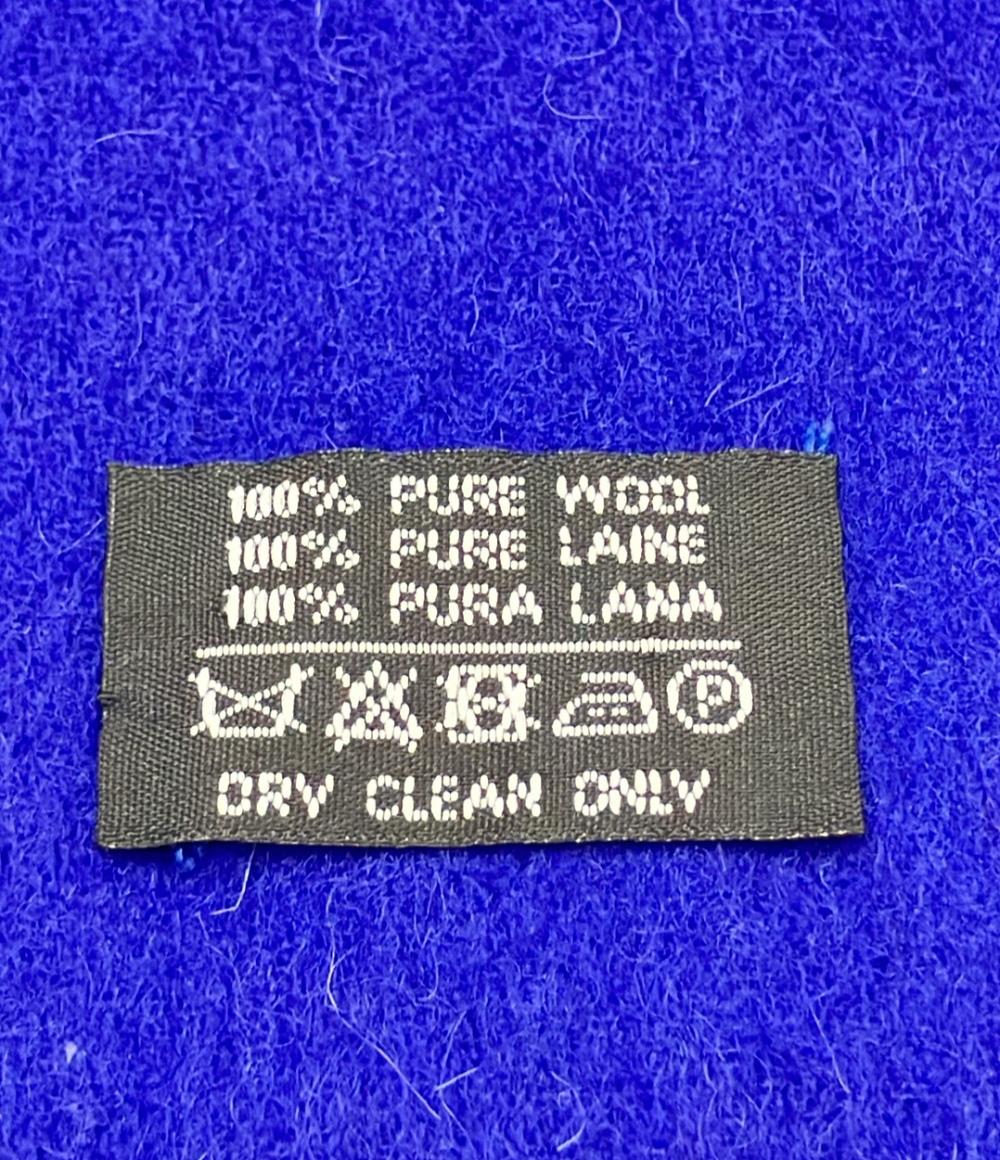 100% PURE WOOL
100% PURE LAINE
100% PURA LANA
P
DRY CLEAN ONLY